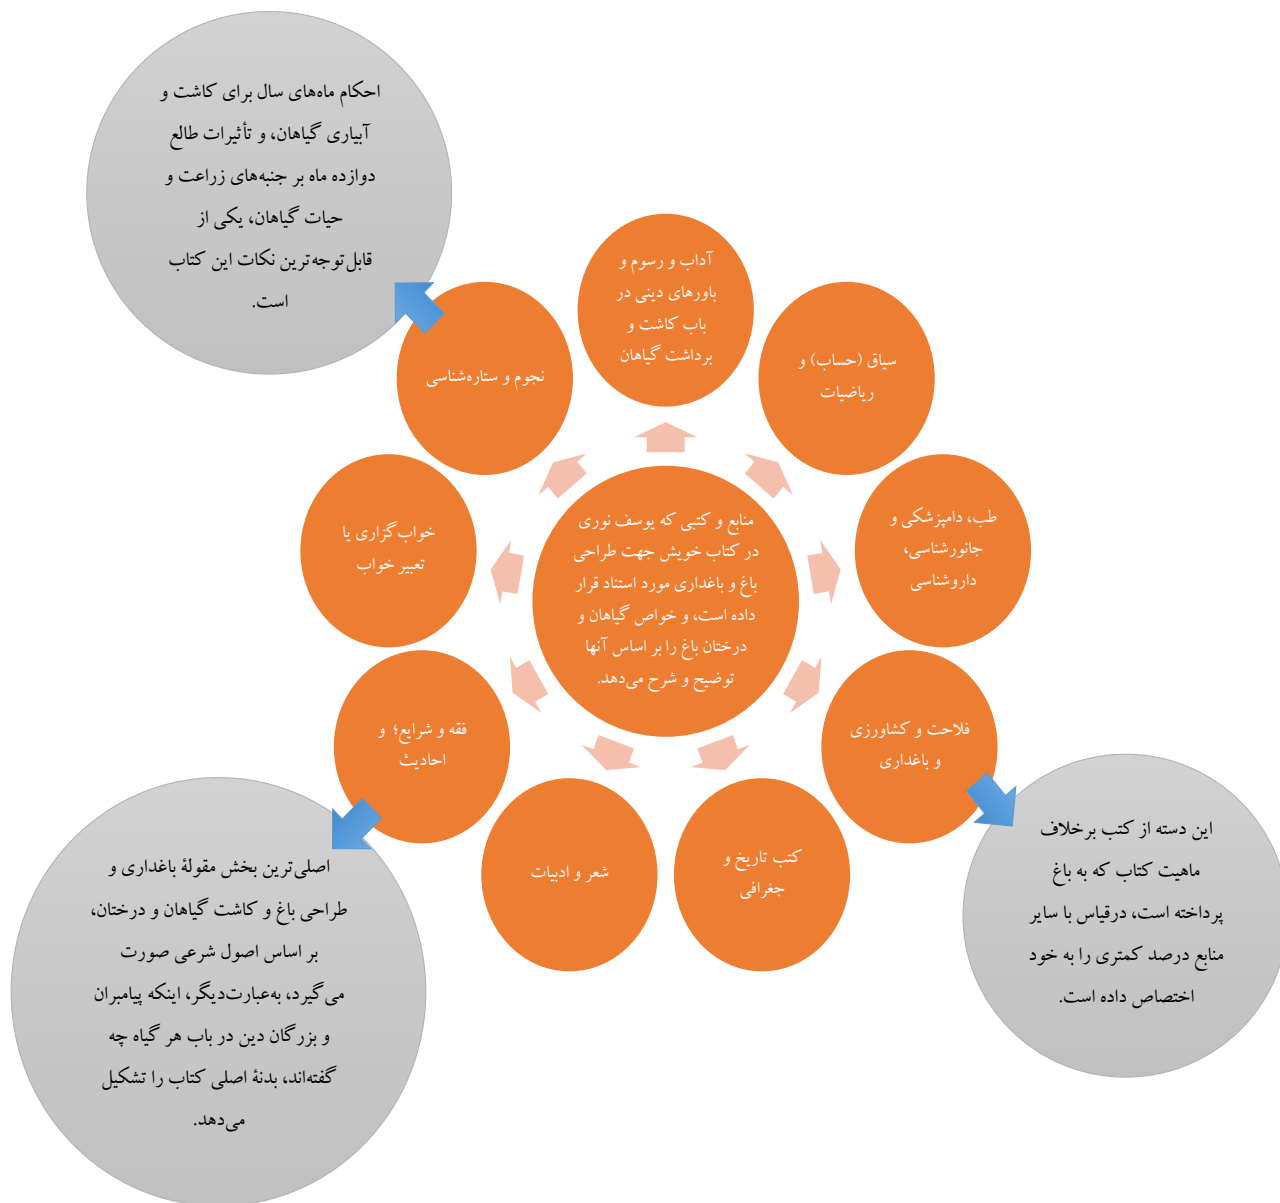 احکام ماه‌های سال برای کاشت و
آبیاری گیاهان، و تأثیرات طالع
دوازده ماه بر جنبه‌های زراعت و
حیات گیاهان، یکی از
قابل‌توجه‌ترین نکات این کتاب
است.
آداب و رسوم و
باورهای دینی در
باب کاشت و
برداشت گیاهان
سیاق (حساب) و
ریاضیات
نجوم و ستاره‌شناسی
طب، دامپزشکی و
جانورشناسی،
داروشناسی
خواب‌گزاری یا
تعبیر خواب
منابع و کتبی که یوسف نوری
در کتاب خویش جهت طراحی
باغ و باغداری مورد استناد قرار
داده است، و خواص گیاهان و
درختان باغ را بر اساس آنها
توضیح و شرح می‌دهد.
فلاحت و کشاورزی
و باغداری
فقه و شرایع؛ و
احادیث
کتب تاریخ و
جغرافی
شعر و ادبیات
این دسته از کتب برخلاف
ماهیت کتاب که به باغ
پرداخته است، درقیاس با سایر
منابع درصد کمتری را به خود
اختصاص داده است.
اصلی‌ترین بخش مقولۀ باغداری و
طراحی باغ و کاشت گیاهان و درختان،
بر اساس اصول شرعی صورت
می‌گیرد، به‌عبارت‌دیگر، اینکه پیامبران
و بزرگان دین در باب هر گیاه چه
گفته‌اند، بدنۀ اصلی کتاب را تشکیل
می‌دهد.